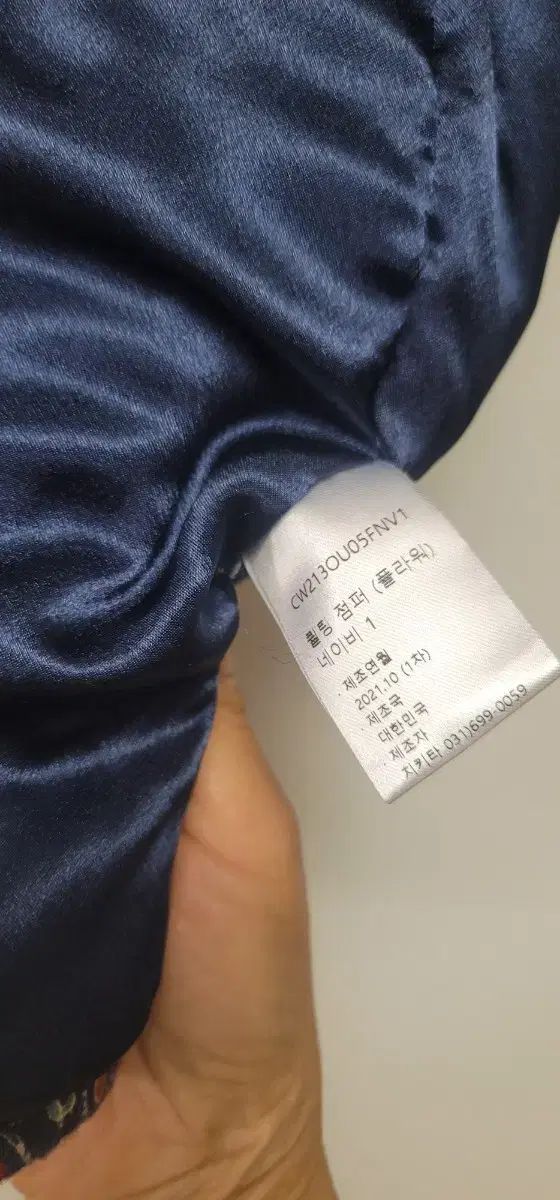 CW213OU05FNV1
퀼팅 점퍼 (플라워)
네이비 1
· 제조연월
2021.10 (1차)
· 제조국
대한민국
· 제조자
치키타 031)699-0059